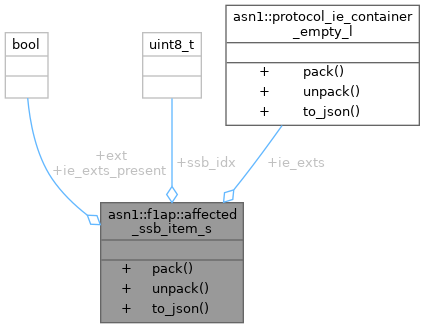 asn1::protocol_ie_container
_empty_l
bool
uint8_t
+ pack()
+ unpack()
+ to_json()
+ext
+ie_exts_present
+ssb_idx
+ie_exts
asn1::f1ap::affected
_ssb_item_s
+ pack()
+ unpack()
+ to_json()